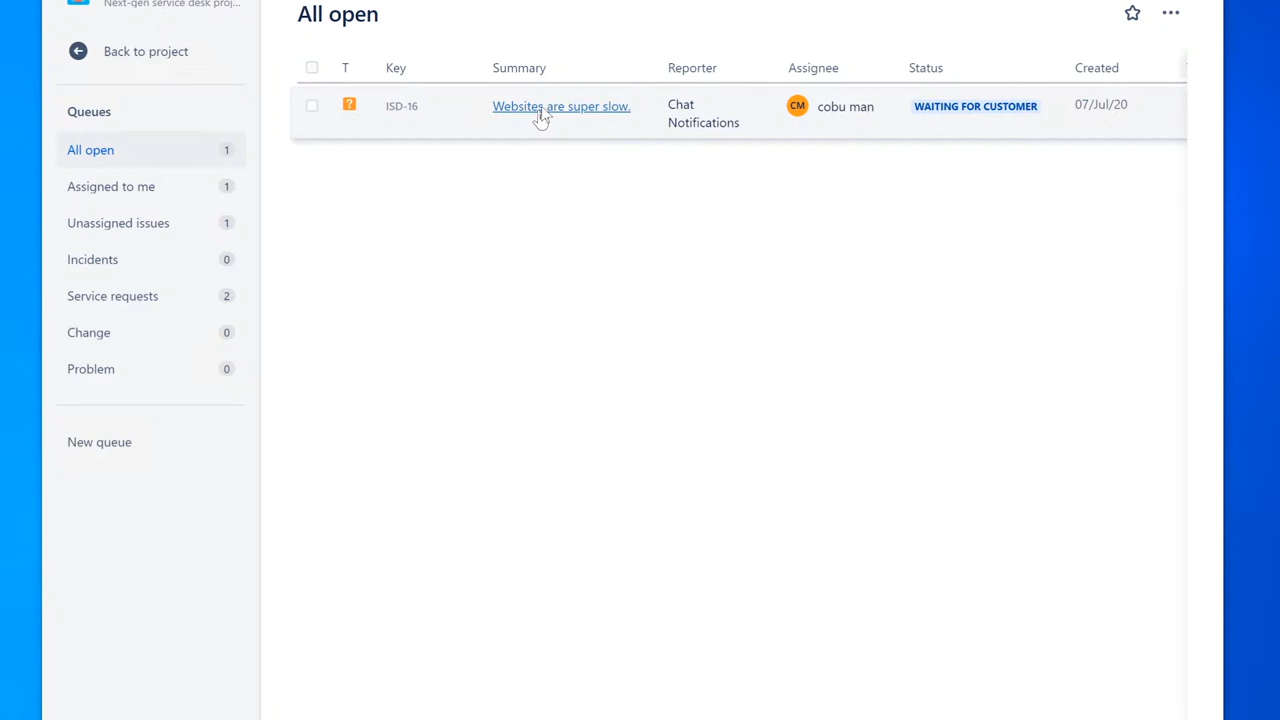 Next-gen service desk proj...
All open
Back to project
T Key Summary Reporter Assignee Status Created
? ISD-16 Websites are super slow. Chat Notifications CM cobu man WAITING FOR CUSTOMER 07/Jul/20
Queues
All open 1
Assigned to me 1
Unassigned issues 1
Incidents 0
Service requests 2
Change 0
Problem 0
New queue